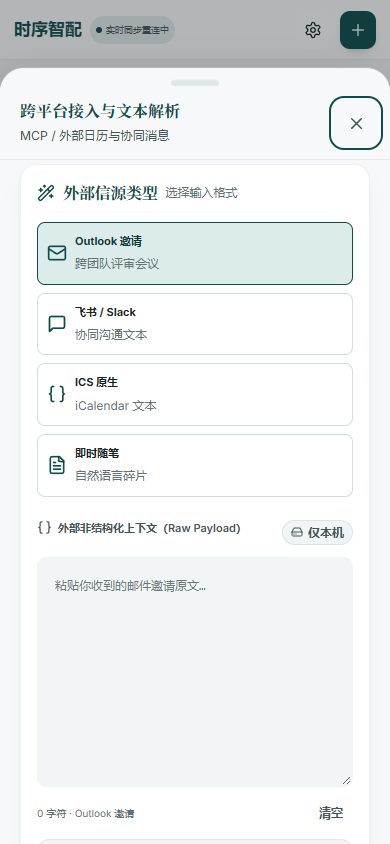 时序智配
实时同步重连中
跨平台接入与文本解析
MCP / 外部日历与协同消息
外部信源类型 选择输入格式
Outlook 邀请
跨团队评审会议
飞书 / Slack
协同沟通文本
ICS 原生
iCalendar 文本
即时随笔
自然语言碎片
外部非结构化上下文（Raw Payload）
仅本机
粘贴你收到的邮件邀请原文…
0 字符 · Outlook 邀请
清空